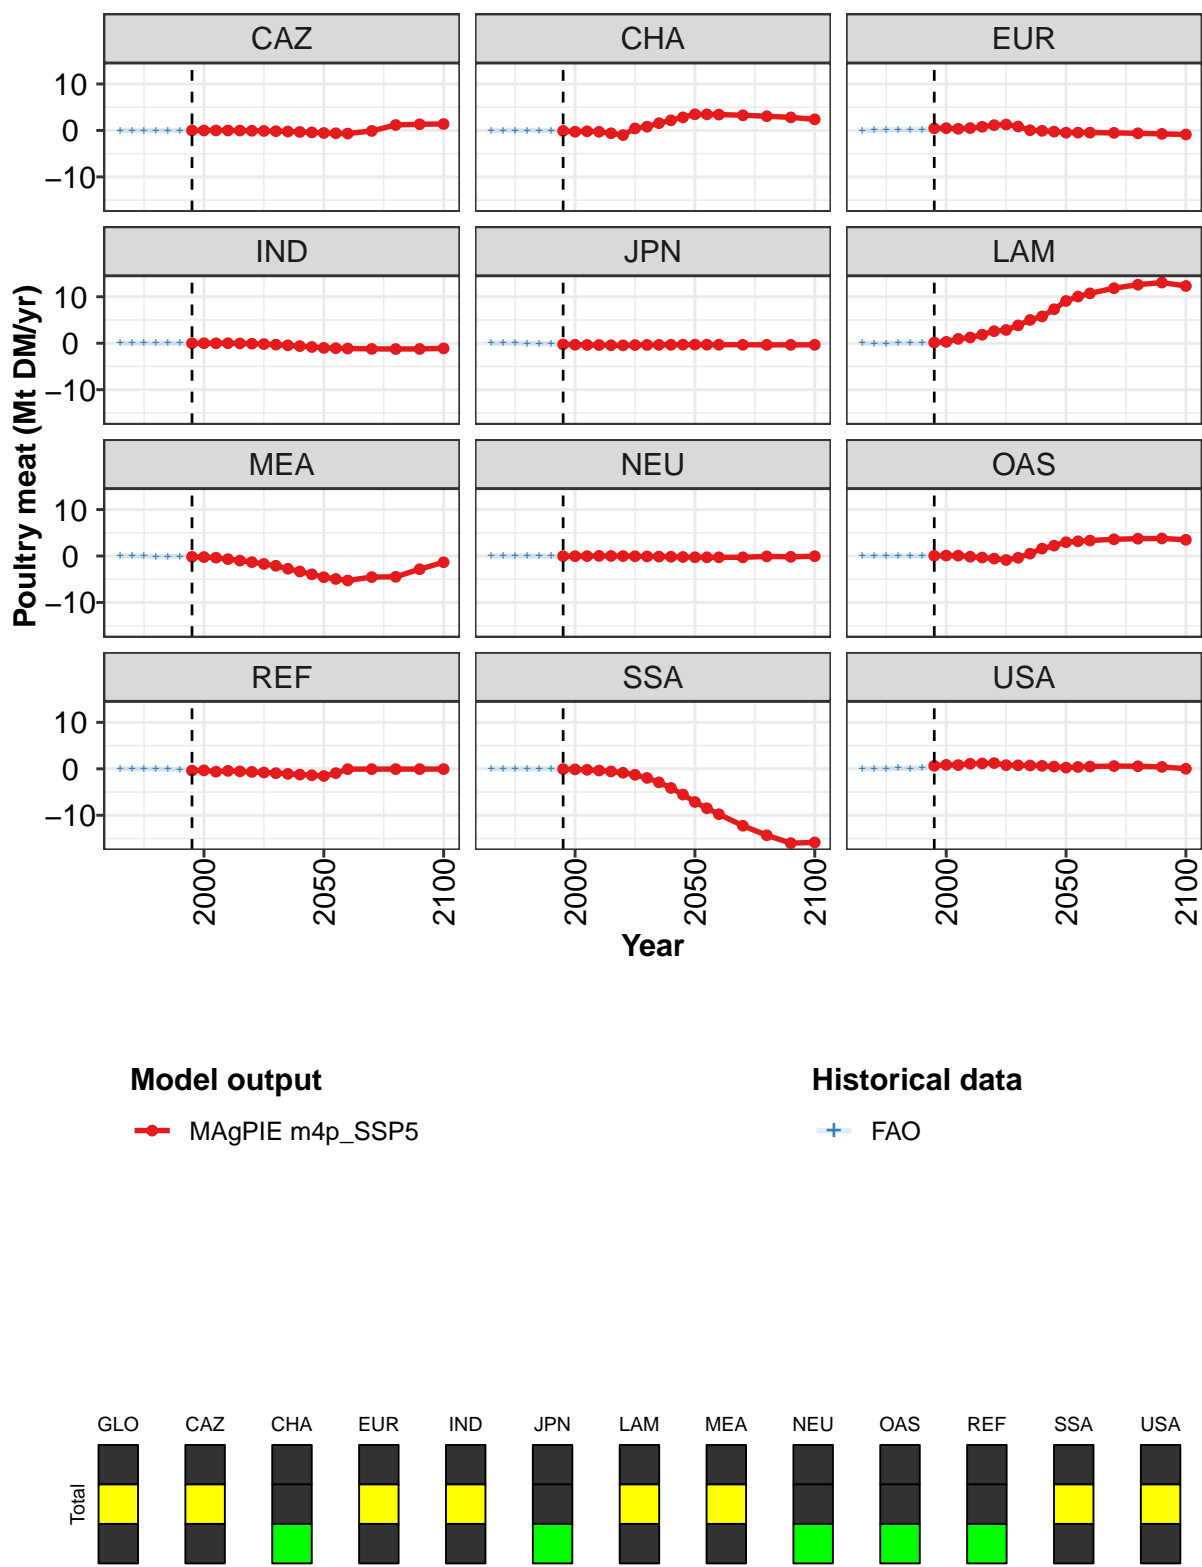 CAZ CHA EUR
10
0
−10
IND JPN LAM
10
0
−10
MEA NEU OAS
10
0
−10
REF SSA USA
10
0
−10
Poultry meat (Mt DM/yr)
2000 2050 2100 2000 2050 2100 2000 2050 2100
Year
Model output Historical data
MAgPIE m4p_SSP5 FAO
GLO CAZ CHA EUR IND JPN LAM MEA NEU OAS REF SSA USA
Total